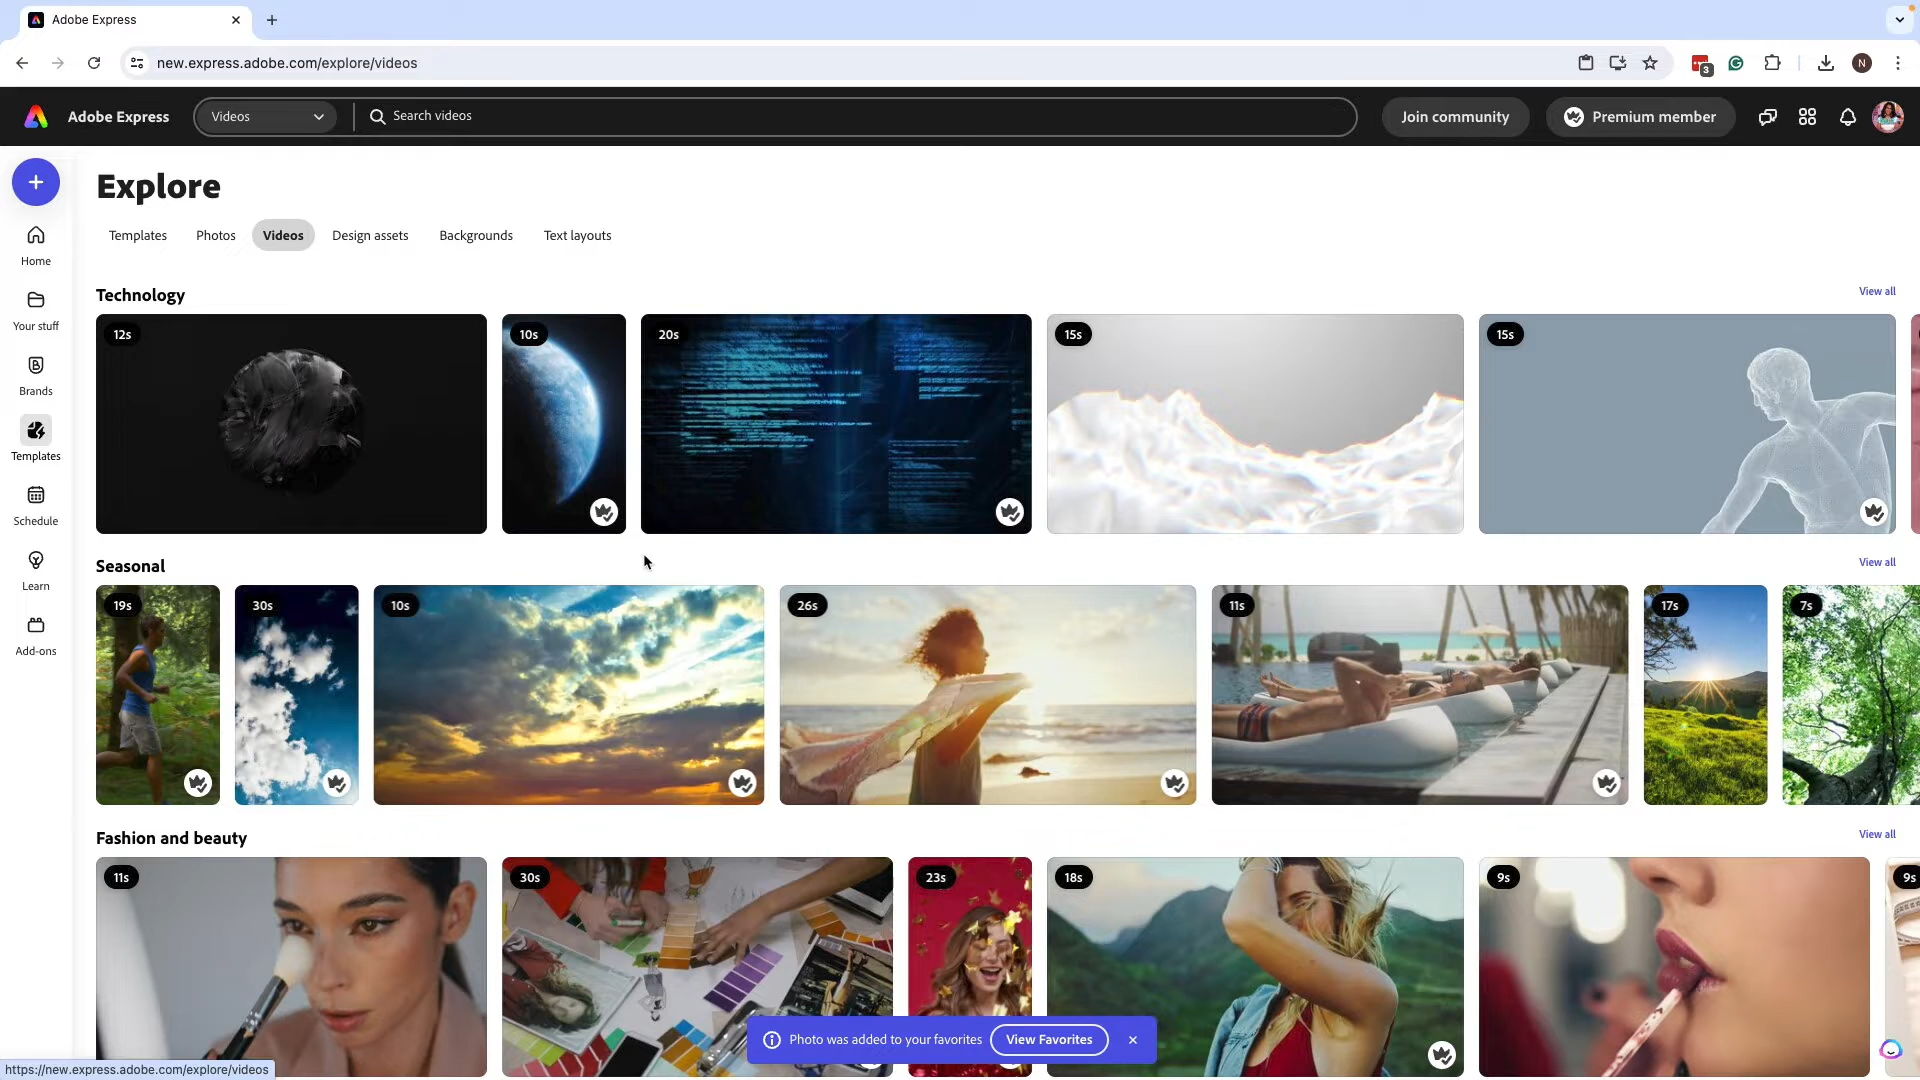 Adobe Express
new.express.adobe.com/explore/videos
3
N
Adobe Express
Videos
Search videos
Join community
Premium member
Explore
Templates
Photos
Videos
Design assets
Backgrounds
Text layouts
Home
Your stuff
Brands
Templates
Schedule
Learn
Add-ons
Technology
View all
12s
10s
20s
15s
15s
Seasonal
View all
19s
30s
10s
26s
11s
17s
7s
Fashion and beauty
View all
11s
30s
23s
18s
9s
9s
Photo was added to your favorites
View Favorites
https://new.express.adobe.com/explore/videos